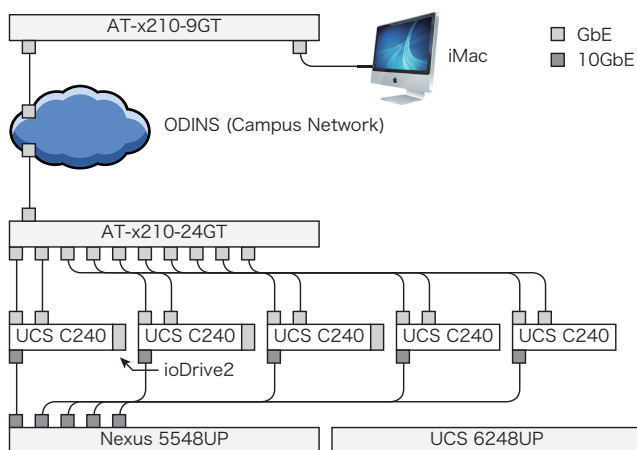 AT-x210-9GT
iMac
GbE
10GbE
ODINS (Campus Network)
AT-x210-24GT
UCS C240
UCS C240
UCS C240
UCS C240
UCS C240
ioDrive2
Nexus 5548UP
UCS 6248UP